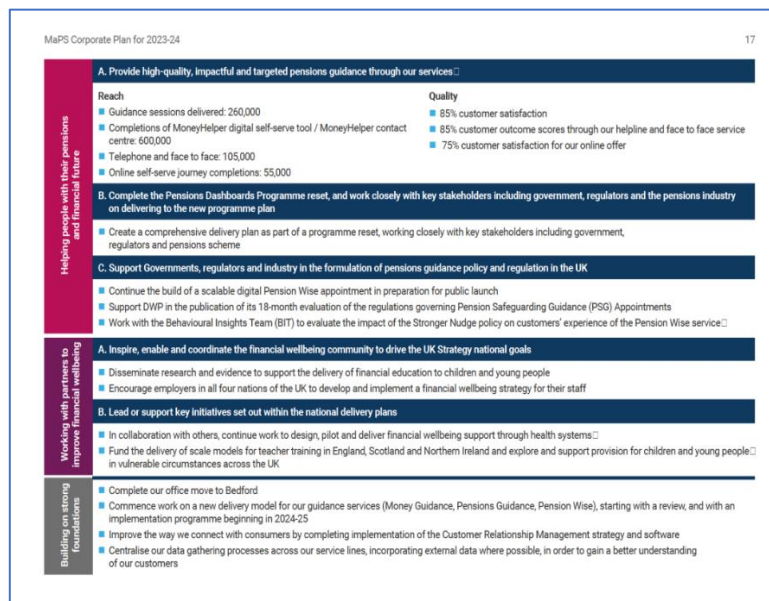 MaPS Corporate Plan for 2023-24
17
Helping people with their pensions
and financial future
A. Provide high-quality, impactful and targeted pensions guidance through our services□
Reach
■ Guidance sessions delivered: 260,000
■ Completions of MoneyHelper digital self-serve tool / MoneyHelper contact
centre: 600,000
■ Telephone and face to face: 105,000
■ Online self-serve journey completions: 55,000
Quality
■ 85% customer satisfaction
■ 85% customer outcome scores through our helpline and face to face service
■ 75% customer satisfaction for our online offer
B. Complete the Pensions Dashboards Programme reset, and work closely with key stakeholders including government, regulators and the pensions industry
on delivering to the new programme plan
■ Create a comprehensive delivery plan as part of a programme reset, working closely with key stakeholders including government,
regulators and pensions scheme
C. Support Governments, regulators and industry in the formulation of pensions guidance policy and regulation in the UK
■ Continue the build of a scalable digital Pension Wise appointment in preparation for public launch
■ Support DWP in the publication of its 18-month evaluation of the regulations governing Pension Safeguarding Guidance (PSG) Appointments
■ Work with the Behavioural Insights Team (BIT) to evaluate the impact of the Stronger Nudge policy on customers' experience of the Pension Wise service□
Working with partners to
improve financial wellbeing
A. Inspire, enable and coordinate the financial wellbeing community to drive the UK Strategy national goals
■ Disseminate research and evidence to support the delivery of financial education to children and young people
■ Encourage employers in all four nations of the UK to develop and implement a financial wellbeing strategy for their staff
B. Lead or support key initiatives set out within the national delivery plans
■ In collaboration with others, continue work to design, pilot and deliver financial wellbeing support through health systems□
■ Fund the delivery of scale models for teacher training in England, Scotland and Northern Ireland and explore and support provision for children and young people□
in vulnerable circumstances across the UK
Building on strong
foundations
■ Complete our office move to Bedford
■ Commence work on a new delivery model for our guidance services (Money Guidance, Pensions Guidance, Pension Wise), starting with a review, and with an
implementation programme beginning in 2024-25
■ Improve the way we connect with consumers by completing implementation of the Customer Relationship Management strategy and software
■ Centralise our data gathering processes across our service lines, incorporating external data where possible, in order to gain a better understanding
of our customers